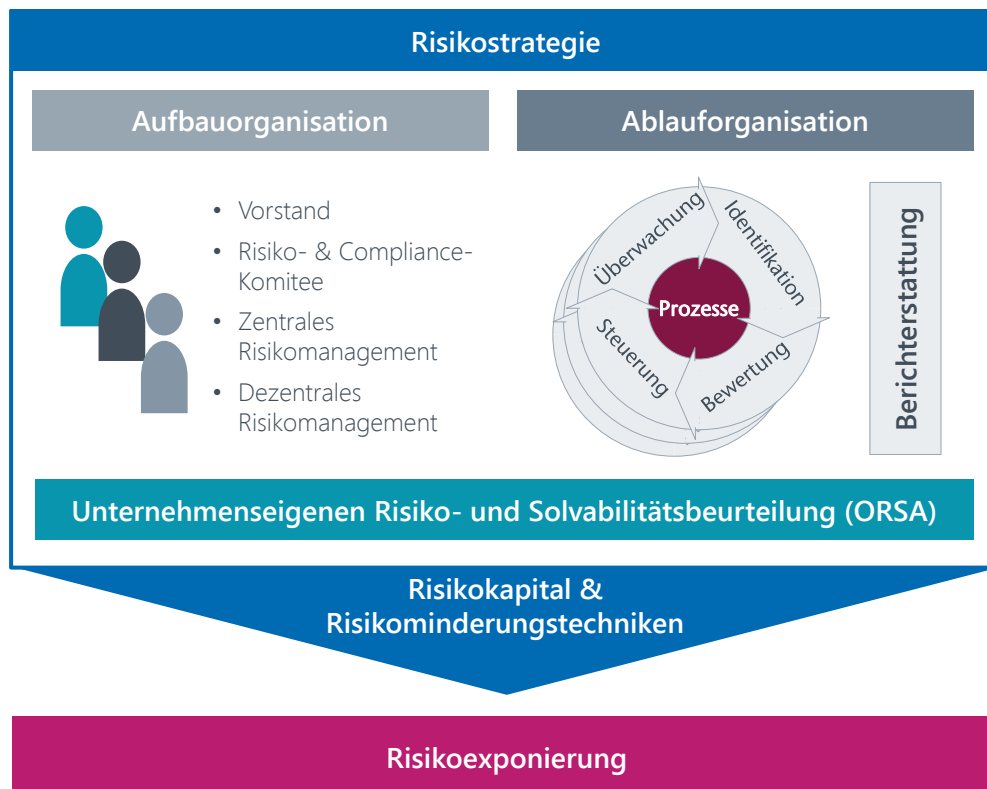 Risikostrategie
Aufbauorganisation
Ablauforganisation
• Vorstand
• Risiko- & Compliance-
Komitee
• Zentrales
Risikomanagement
• Dezentrales
Risikomanagement
Überwachung
Identifikation
Prozesse
Steuerung
Bewertung
Berichterstattung
Unternehmenseigenen Risiko- und Solvabilitätsbeurteilung (ORSA)
Risikokapital &
Risikominderungstechniken
Risikoexponierung